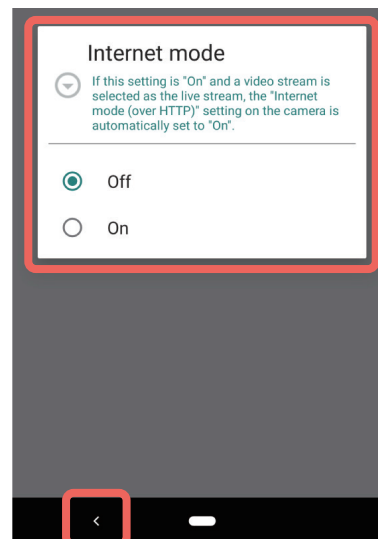 Internet mode
If this setting is "On" and a video stream is
selected as the live stream, the "Internet
mode (over HTTP)" setting on the camera is
automatically set to "On".
Off
On